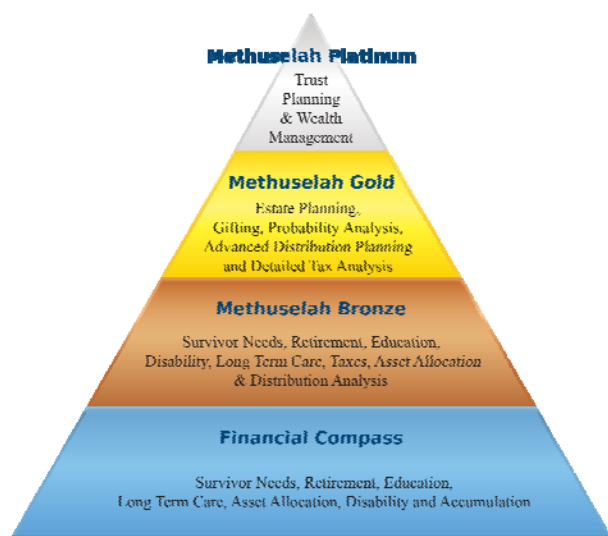 Methuselah Platinum
Trust
Planning
& Wealth
Management
Methuselah Gold
Estate Planning,
Gifting, Probability Analysis,
Advanced Distribution Planning
and Detailed Tax Analysis
Methuselah Bronze
Survivor Needs, Retirement, Education,
Disability, Long Term Care, Taxes, Asset Allocation
& Distribution Analysis
Financial Compass
Survivor Needs, Retirement, Education,
Long Term Care, Asset Allocation, Disability and Accumulation